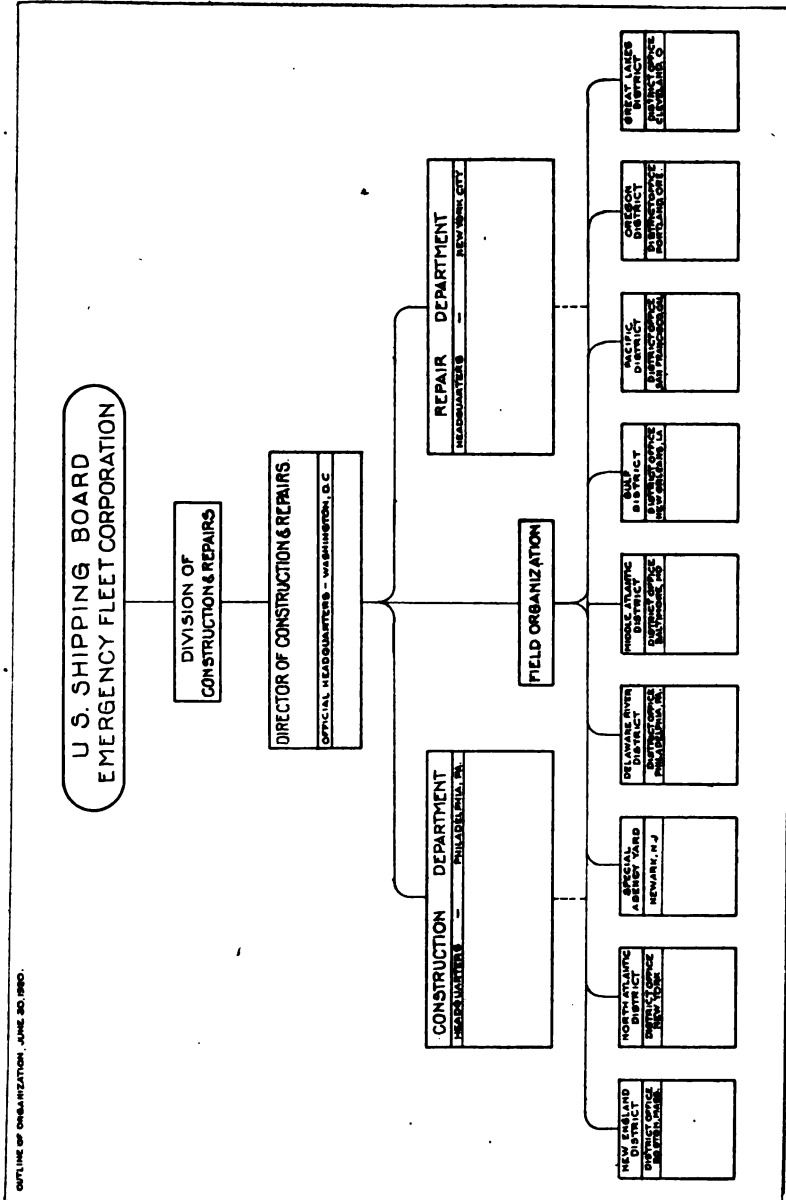 OUTLINE OF ORGANIZATION, JUNE 30, 1920.
U. S. SHIPPING BOARD
EMERGENCY FLEET CORPORATION
DIVISION OF
CONSTRUCTION & REPAIRS
DIRECTOR OF CONSTRUCTION & REPAIRS.
OFFICIAL HEADQUARTERS - WASHINGTON, D.C
CONSTRUCTION DEPARTMENT
HEADQUARTERS - PHILADELPHIA, PA.
REPAIR DEPARTMENT
HEADQUARTERS - NEW YORK CITY
FIELD ORGANIZATION
NEW ENGLAND
DISTRICT
DISTRICT OFFICE
BOSTON, MASS.
NORTH ATLANTIC
DISTRICT
DISTRICT OFFICE
NEW YORK
SPECIAL
AGENCY YARD
NEWARK, N.J
DELAWARE RIVER
DISTRICT
DISTRICT OFFICE
PHILADELPHIA, PA.
MIDDLE ATLANTIC
DISTRICT
DISTRICT OFFICE
BALTIMORE, MD
GULF
DISTRICT
DISTRICT OFFICE
NEW ORLEANS, LA
PACIFIC
DISTRICT
DISTRICT OFFICE
SAN FRANCISCO, CAL
OREGON
DISTRICT
DISTRICT OFFICE
PORTLAND, ORE.
GREAT LAKES
DISTRICT
DISTRICT OFFICE
CLEVELAND, O